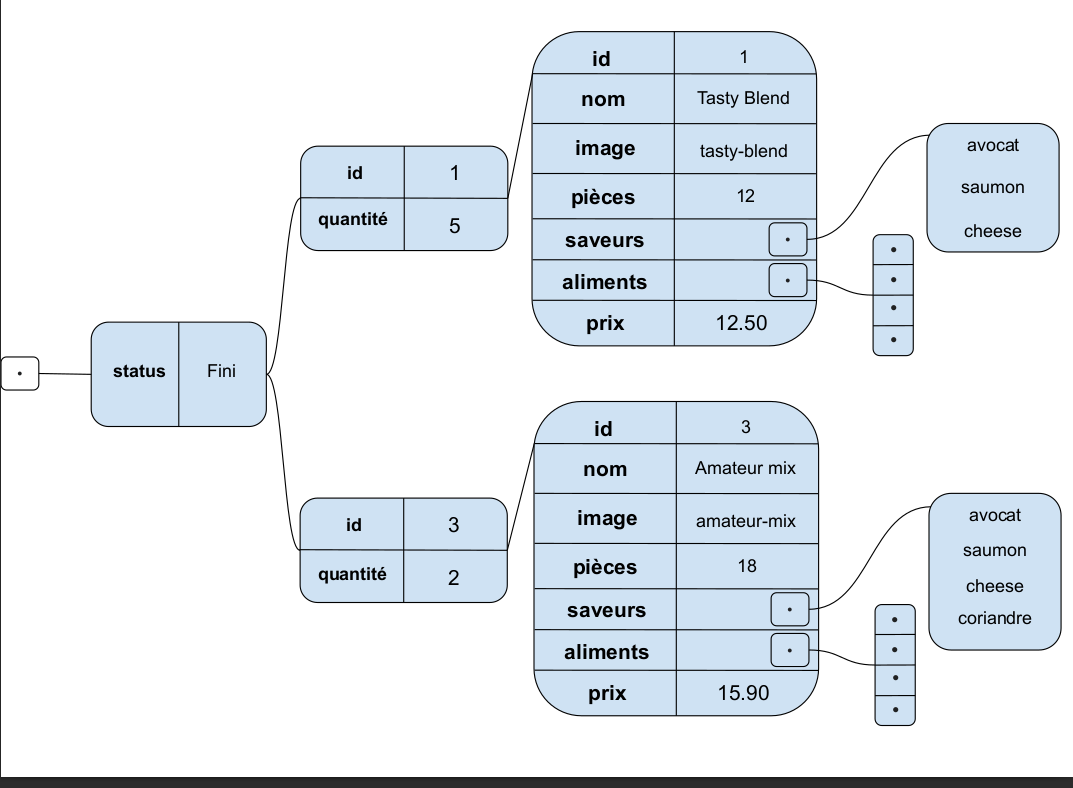 status Fini
id 1
quantité 5
id 1
nom Tasty Blend
image tasty-blend
pièces 12
saveurs
aliments
prix 12.50
avocat
saumon
cheese
id 3
quantité 2
id 3
nom Amateur mix
image amateur-mix
pièces 18
saveurs
aliments
prix 15.90
avocat
saumon
cheese
coriandre